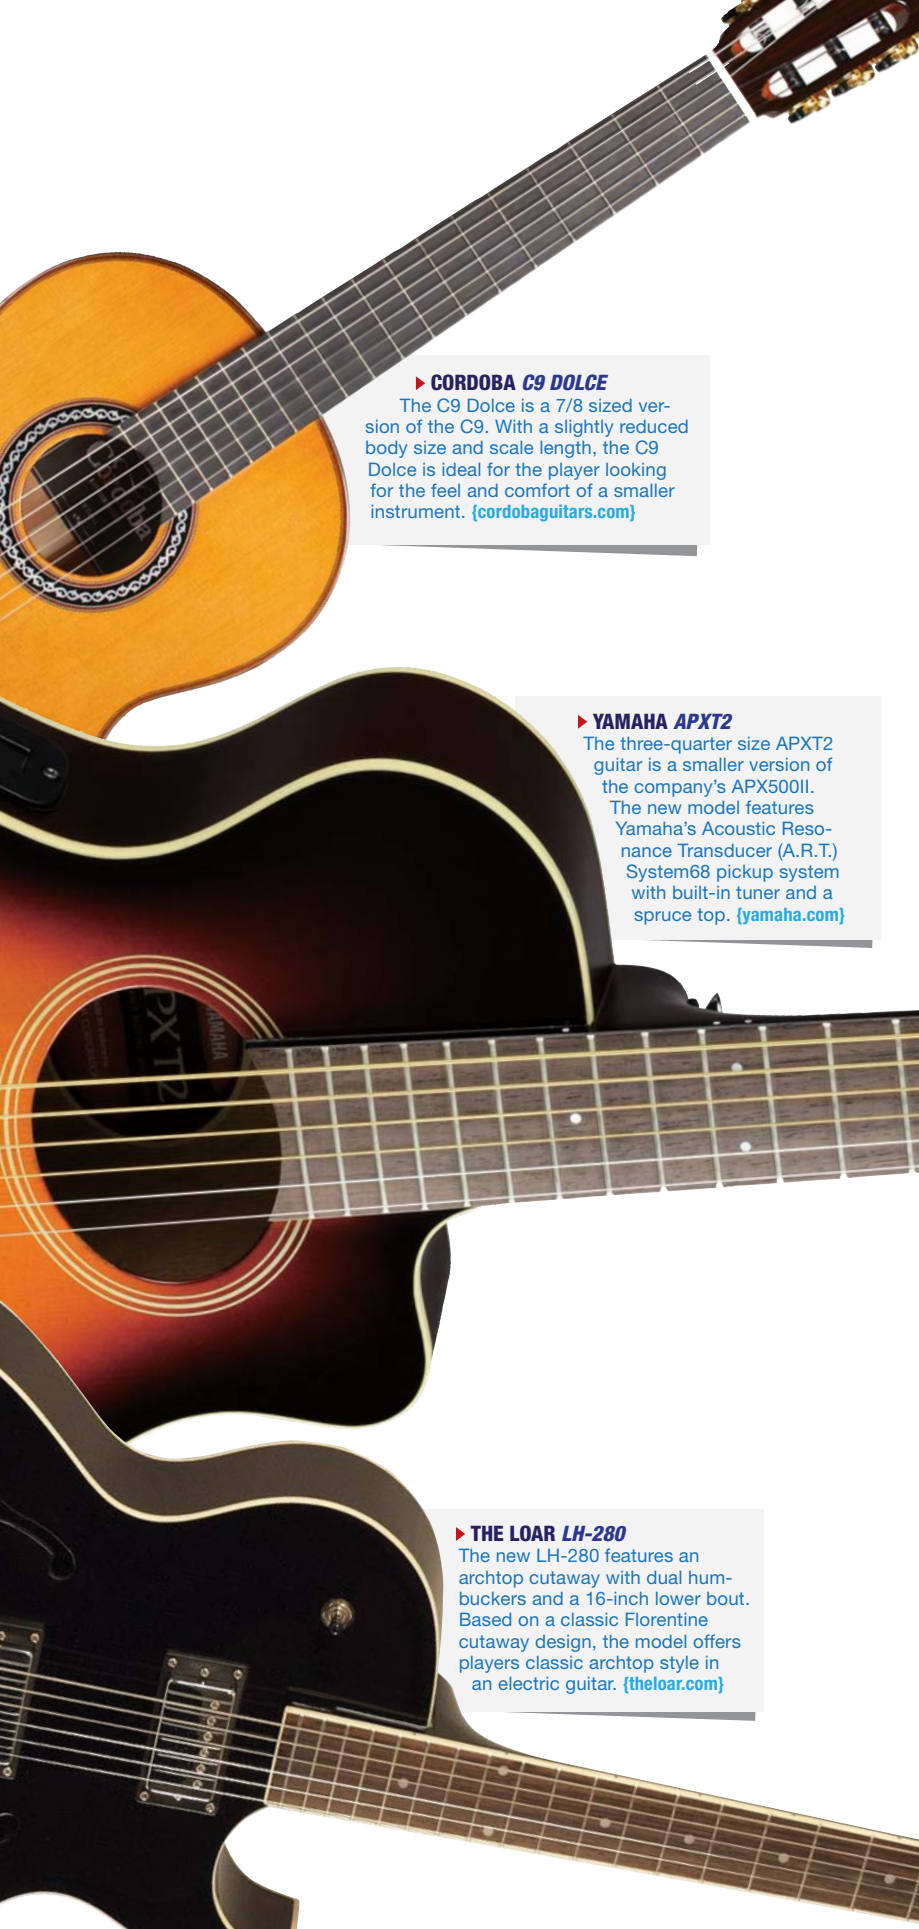 CORDOBA C9 DOLCE
The C9 Dolce is a 7/8 sized ver-
sion of the C9. With a slightly reduced
body size and scale length, the C9
Dolce is ideal for the player looking
for the feel and comfort of a smaller
instrument. {cordobaguitars.com}
Cordoba
YAMAHA APXT2
The three-quarter size APXT2
guitar is a smaller version of
the company's APX500II.
The new model features
Yamaha's Acoustic Reso-
nance Transducer (A.R.T.)
System68 pickup system
with built-in tuner and a
spruce top. {yamaha.com}
YAMAHA
PXT2
THE LOAR LH-280
The new LH-280 features an
archtop cutaway with dual hum-
buckers and a 16-inch lower bout.
Based on a classic Florentine
cutaway design, the model offers
players classic archtop style in
an electric guitar. {theloar.com}